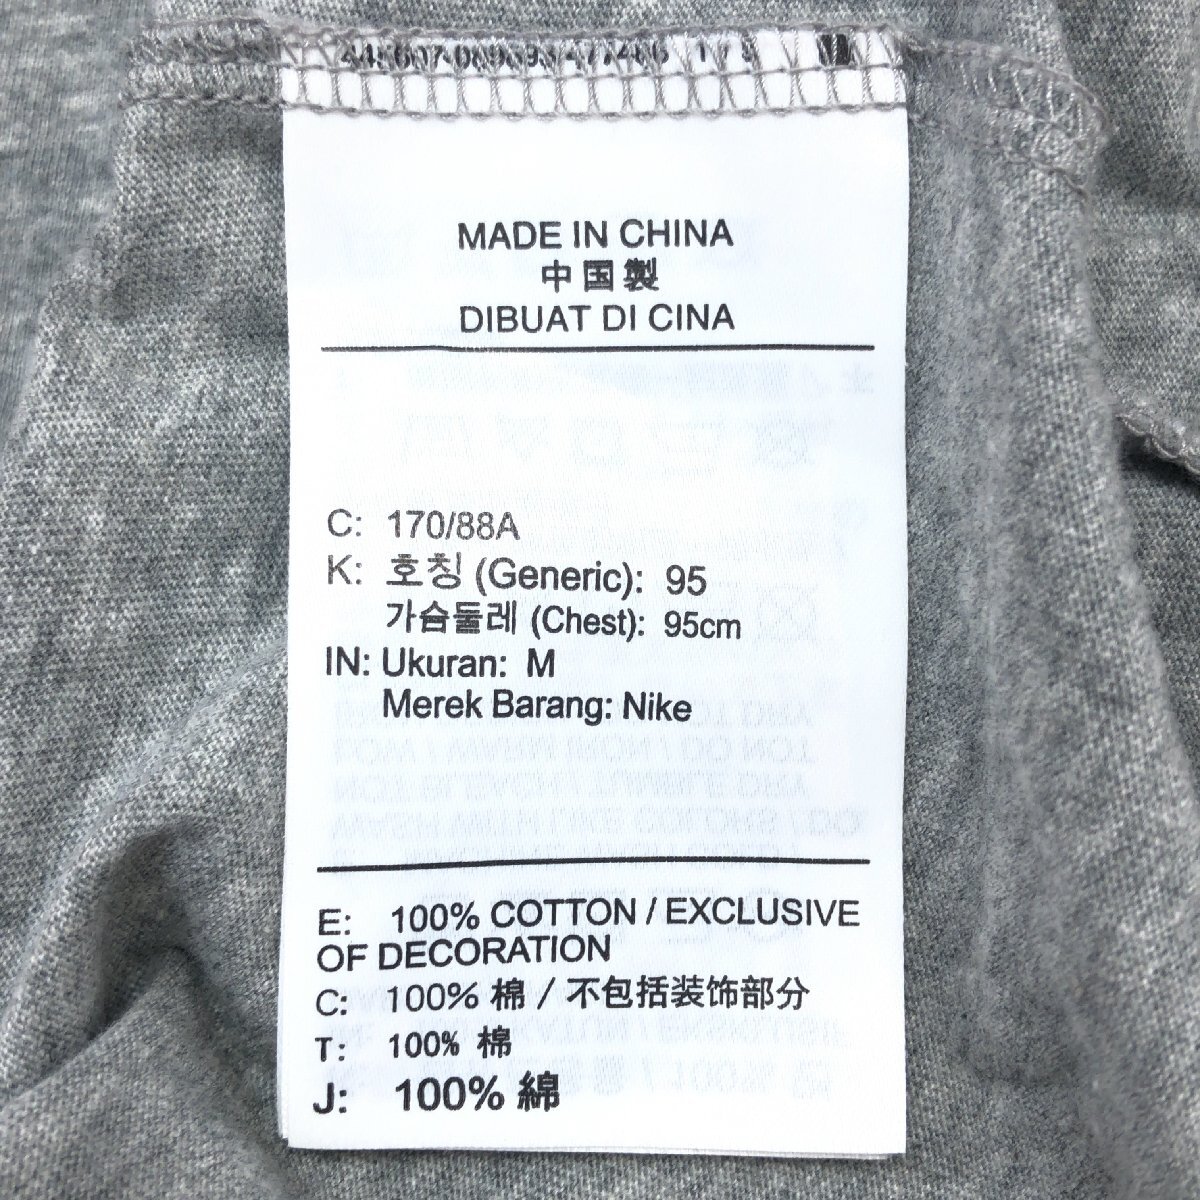 MADE IN CHINA
中国製
DIBUAT DI CINA
C: 170/88A
K: 호칭 (Generic): 95
가슴둘레 (Chest): 95cm
IN: Ukuran: M
Merek Barang: Nike
E: 100% COTTON / EXCLUSIVE
OF DECORATION
C: 100% 棉 / 不包括装饰部分
T: 100% 棉
J: 100% 綿